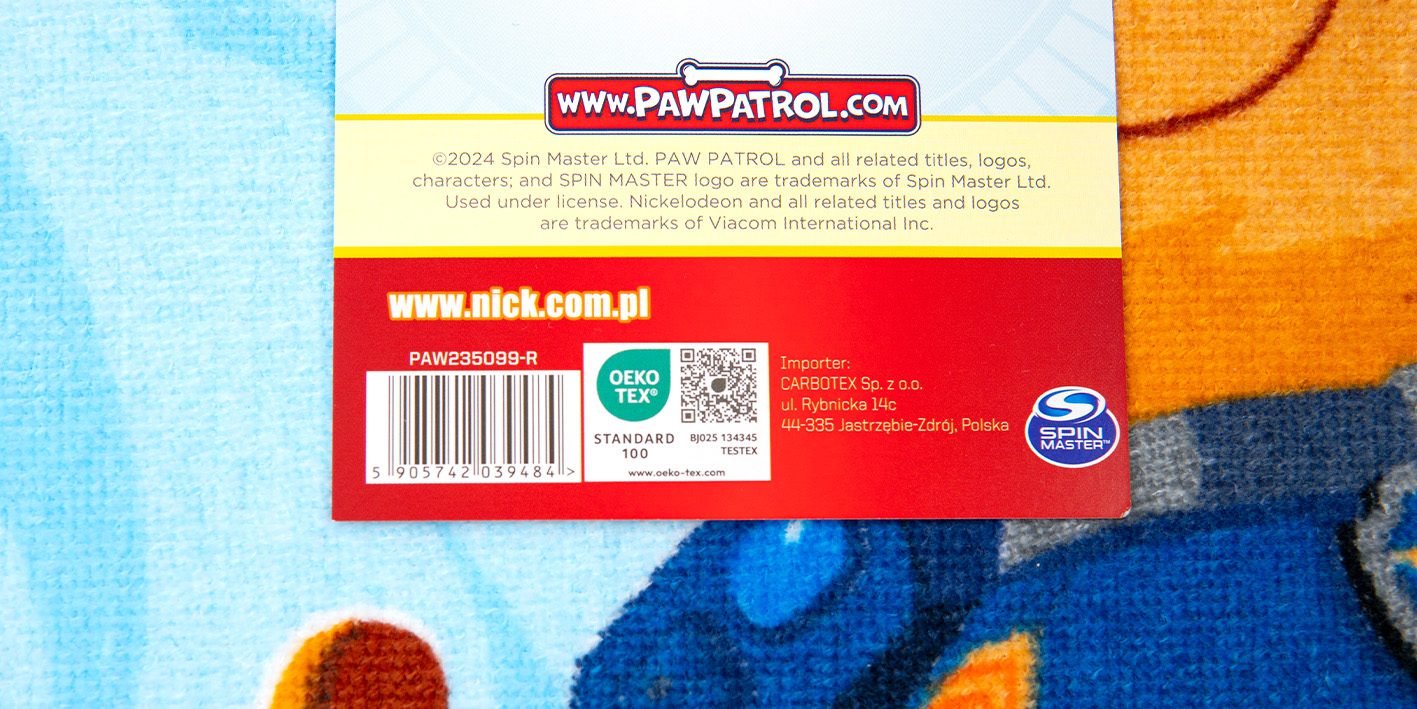 www.PAWPATROL.com
©2024 Spin Master Ltd. PAW PATROL and all related titles, logos,
characters; and SPIN MASTER logo are trademarks of Spin Master Ltd.
Used under license. Nickelodeon and all related titles and logos
are trademarks of Viacom International Inc.
www.nick.com.pl
PAW235099-R
5 905742 039484 >
OEKO
TEX®
STANDARD
100
BJ025 134345
TESTEX
www.oeko-tex.com
Importer:
CARBOTEX Sp. z o.o.
ul. Rybnicka 14c
44-335 Jastrzębie-Zdrój, Polska
SPIN
MASTER™